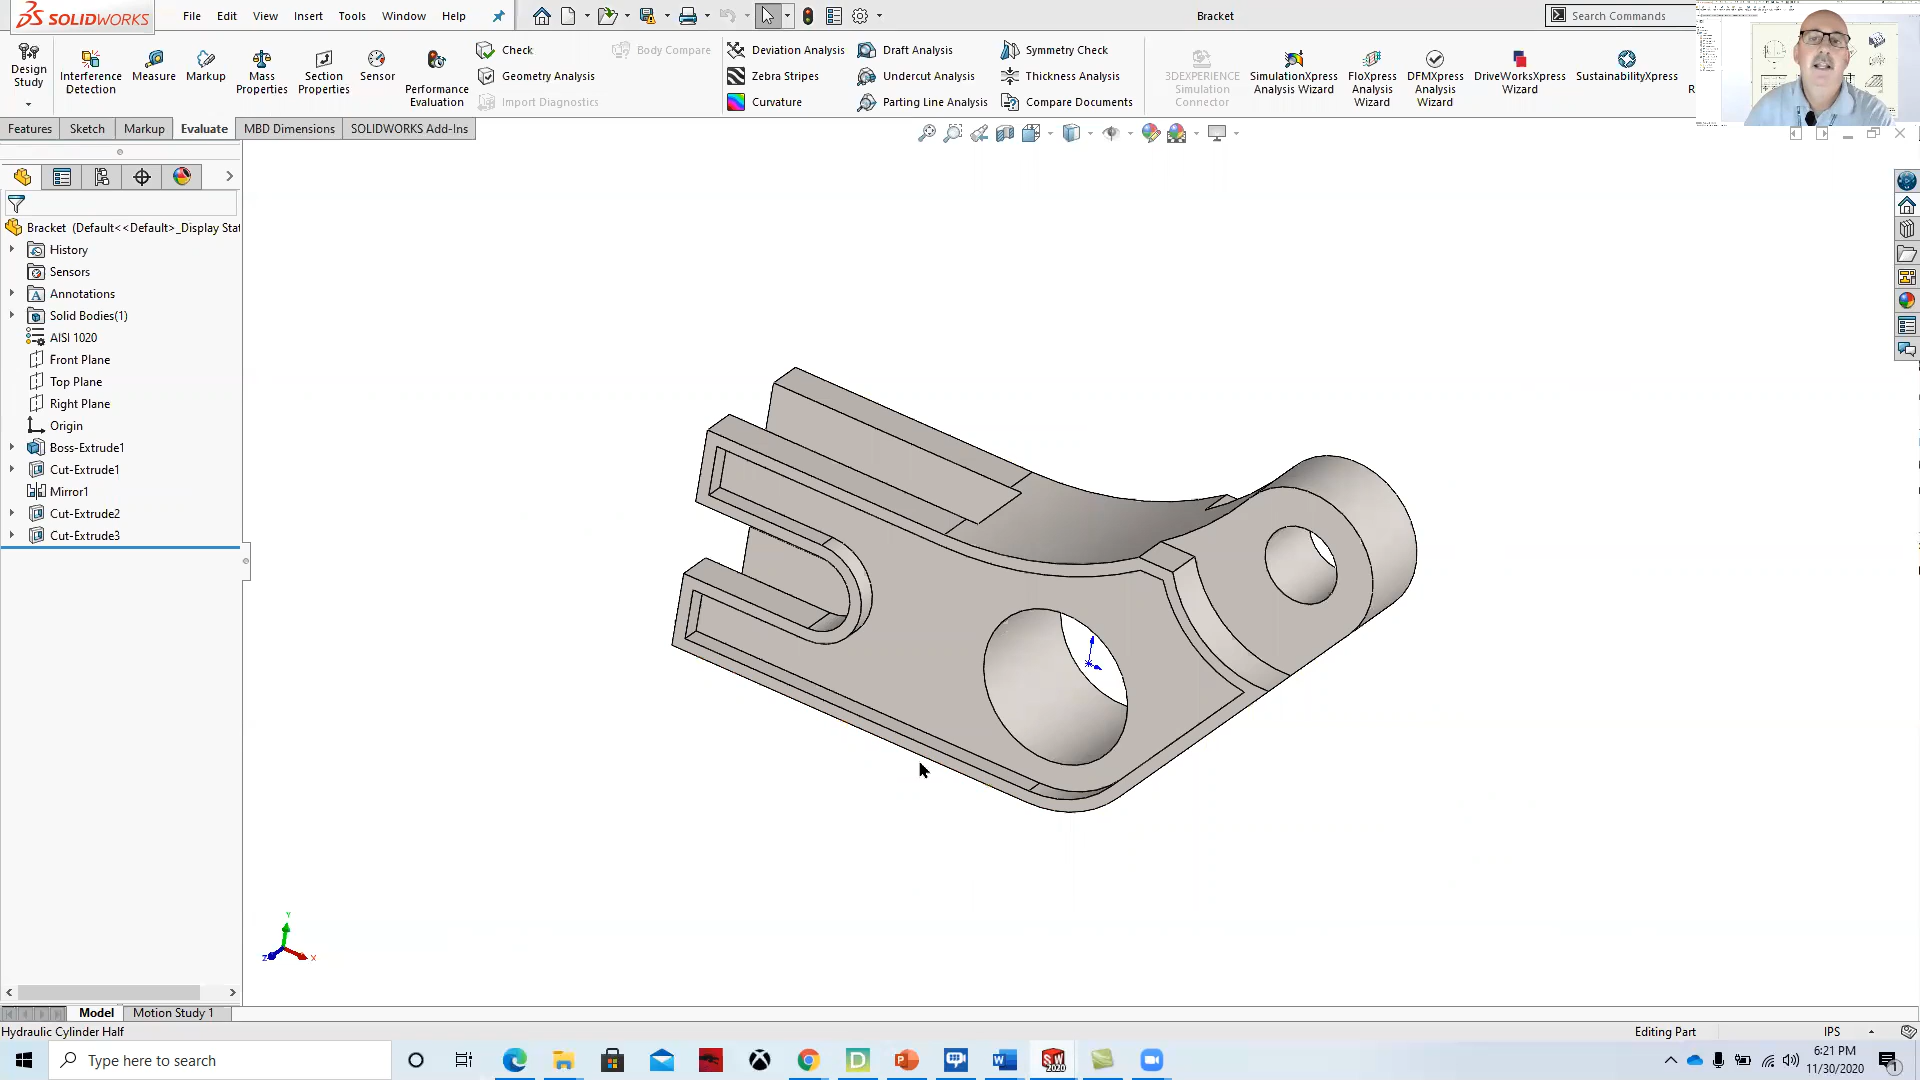 SOLIDWORKS File Edit View Insert Tools Window Help Bracket Search Commands
Design Study
Interference Detection
Measure
Markup
Mass Properties
Section Properties
Sensor
Performance Evaluation
Check
Geometry Analysis
Import Diagnostics
Body Compare
Deviation Analysis
Zebra Stripes
Curvature
Draft Analysis
Undercut Analysis
Parting Line Analysis
Symmetry Check
Thickness Analysis
Compare Documents
3DEXPERIENCE Simulation Connector
SimulationXpress Analysis Wizard
FloXpress Analysis Wizard
DFMXpress Analysis Wizard
DriveWorksXpress Wizard
SustainabilityXpress
R
Features Sketch Markup Evaluate MBD Dimensions SOLIDWORKS Add-Ins
Bracket (Default<<Default>_Display Stat
History
Sensors
Annotations
Solid Bodies(1)
AISI 1020
Front Plane
Top Plane
Right Plane
Origin
Boss-Extrude1
Cut-Extrude1
Mirror1
Cut-Extrude2
Cut-Extrude3
Y
Z X
Model Motion Study 1
Hydraulic Cylinder Half Editing Part IPS
Type here to search
6:21 PM
11/30/2020